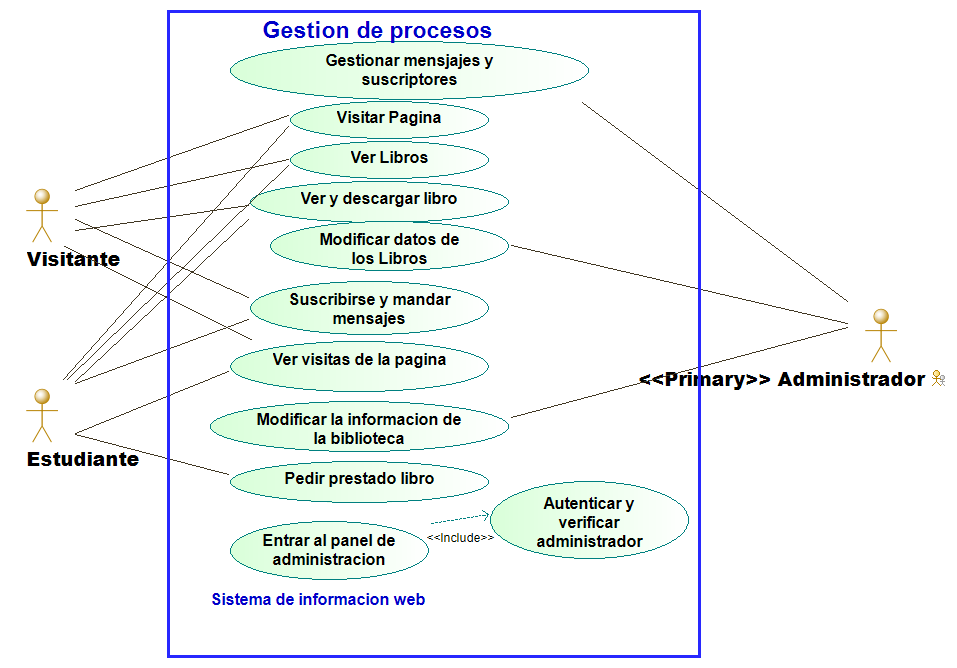 Gestion de procesos
Gestionar mensjajes y
suscriptores
Visitar Pagina
Ver Libros
Ver y descargar libro
Modificar datos de
los Libros
Visitante
Suscribirse y mandar
mensajes
Ver visitas de la pagina
<<Primary>> Administrador
Modificar la informacion de
la biblioteca
Estudiante
Pedir prestado libro
Autenticar y
verificar
administrador
<<Include>>
Entrar al panel de
administracion
Sistema de informacion web